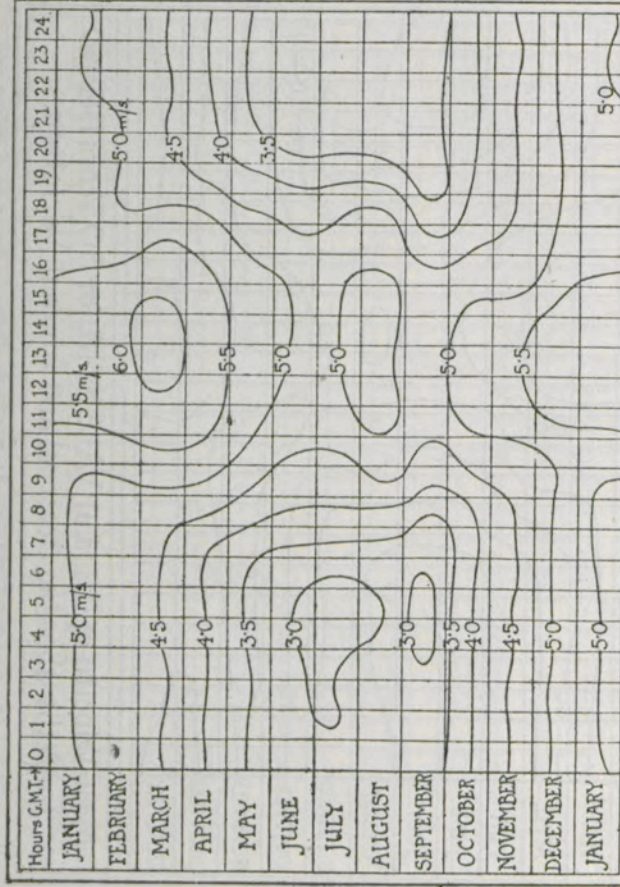 Hours G.M.T.→ 0 1 2 3 4 5 6 7 8 9 10 11 12 13 14 15 16 17 18 19 20 21 22 23 24.
JANUARY 5·0 m/s. 5·5 m/s.
FEBRUARY 6·0 5·0 m/s.
MARCH 4·5 4·5
APRIL 4·0 5·5 4·0
MAY 3·5 3·5
JUNE 3·0 5·0
JULY 5·0
AUGUST
SEPTEMBER 3·0
OCTOBER 3·5 5·0
4·0
NOVEMBER 4·5 5·5
DECEMBER 5·0
JANUARY 5·0 5·0